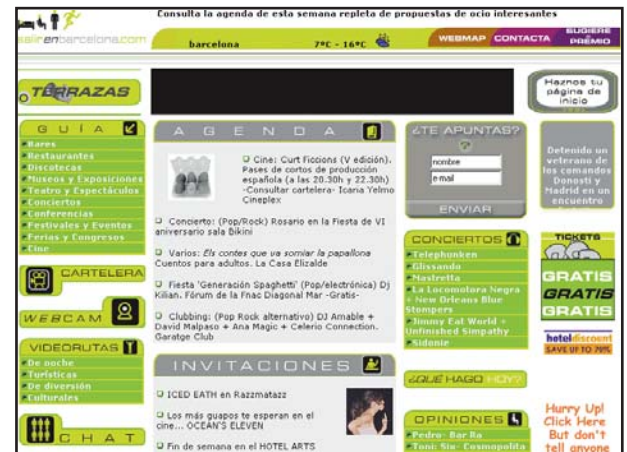 Consulta la agenda de esta semana repleta de propuestas de ocio interesantes
salirenbarcelona.com
barcelona 7ºC - 16ºC
WEBMAP CONTACTA SUGIERE PREMIO
TERRAZAS
Haznos tu
página de
inicio
GUÍA
Bares
Restaurantes
Discotecas
Museos y Exposiciones
Teatro y Espectáculos
Conciertos
Conferencias
Festivales y Eventos
Ferias y Congresos
Cine
CARTELERA
WEBCAM
VIDEORUTAS
De noche
Turísticas
De diversión
Culturales
CHAT
AGENDA
Cine: Curt Ficcions (V edición).
Pases de cortos de producción
española (a las 20.30h y 22.30h)
-Consultar cartelera- Icaria Yelmo
Cineplex
Concierto: (Pop/Rock) Rosario en la Fiesta de VI
aniversario sala Bikini
Varios: Els contes que va somiar la papallona
Cuentos para adultos. La Casa Elizalde
Fiesta 'Generación Spaghetti' (Pop/electrónica) Dj
Kilian. Fórum de la Fnac Diagonal Mar -Gratis-
Clubbing: (Pop Rock alternativo) DJ Amable +
David Malpaso + Ana Magic + Celerio Connection.
Garatge Club
INVITACIONES
ICED EATH en Razzmatazz
Los más guapos te esperan en el
cine... OCEAN'S ELEVEN
Fin de semana en el HOTEL ARTS
¿TE APUNTAS?
nombre
e-mail
ENVIAR
CONCIERTOS
Telephunken
Glissando
Mastretta
La Locomotora Negra
+ New Orleans Blue
Stompers
Jimmy Eat World +
Unfinished Simpathy
Sidonie
¿QUÉ HAGO HOY?
OPINIONES
Pedro- Bar Ra
Toni: Sin- Cosmopolita
Detenido un
veterano de
los comandos
Donosti y
Madrid en un
encuentro
TICKETS
GRATIS
GRATIS
GRATIS
hoteldiscount
SAVE UP TO 70%
Hurry Up!
Click Here
But don't
tell anyone